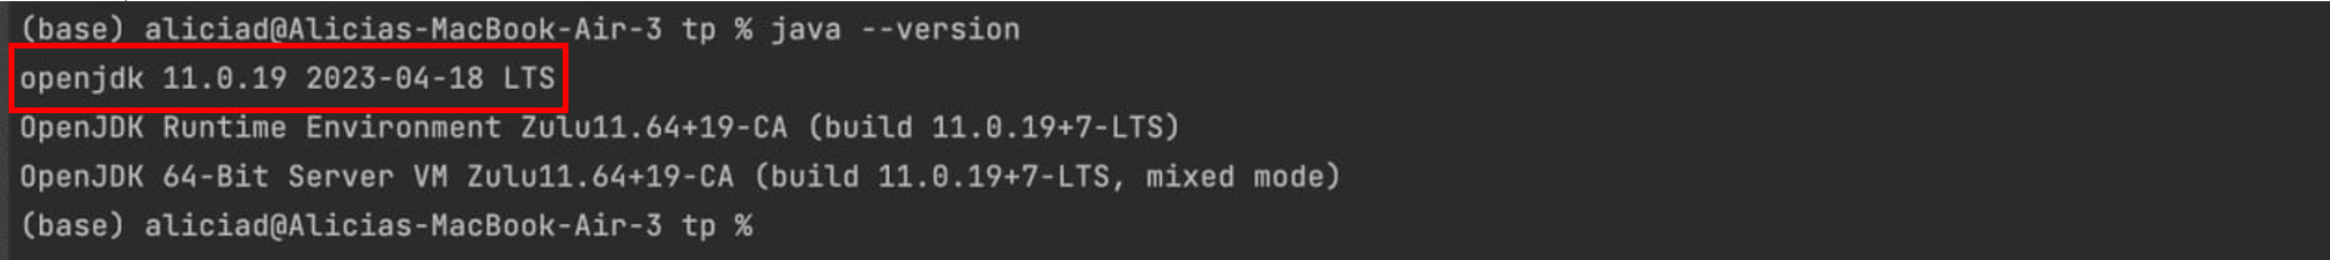 (base) aliciad@Alicias-MacBook-Air-3 tp % java --version
openjdk 11.0.19 2023-04-18 LTS
OpenJDK Runtime Environment Zulu11.64+19-CA (build 11.0.19+7-LTS)
OpenJDK 64-Bit Server VM Zulu11.64+19-CA (build 11.0.19+7-LTS, mixed mode)
(base) aliciad@Alicias-MacBook-Air-3 tp %